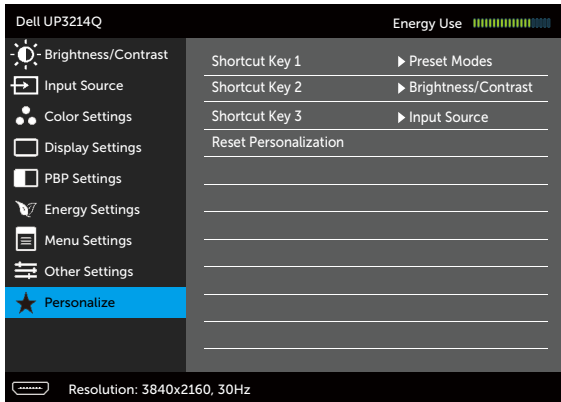 Dell UP3214Q
Energy Use
Brightness/Contrast
Input Source
Color Settings
Display Settings
PBP Settings
Energy Settings
Menu Settings
Other Settings
Personalize
Shortcut Key 1 Preset Modes
Shortcut Key 2 Brightness/Contrast
Shortcut Key 3 Input Source
Reset Personalization
Resolution: 3840x2160, 30Hz